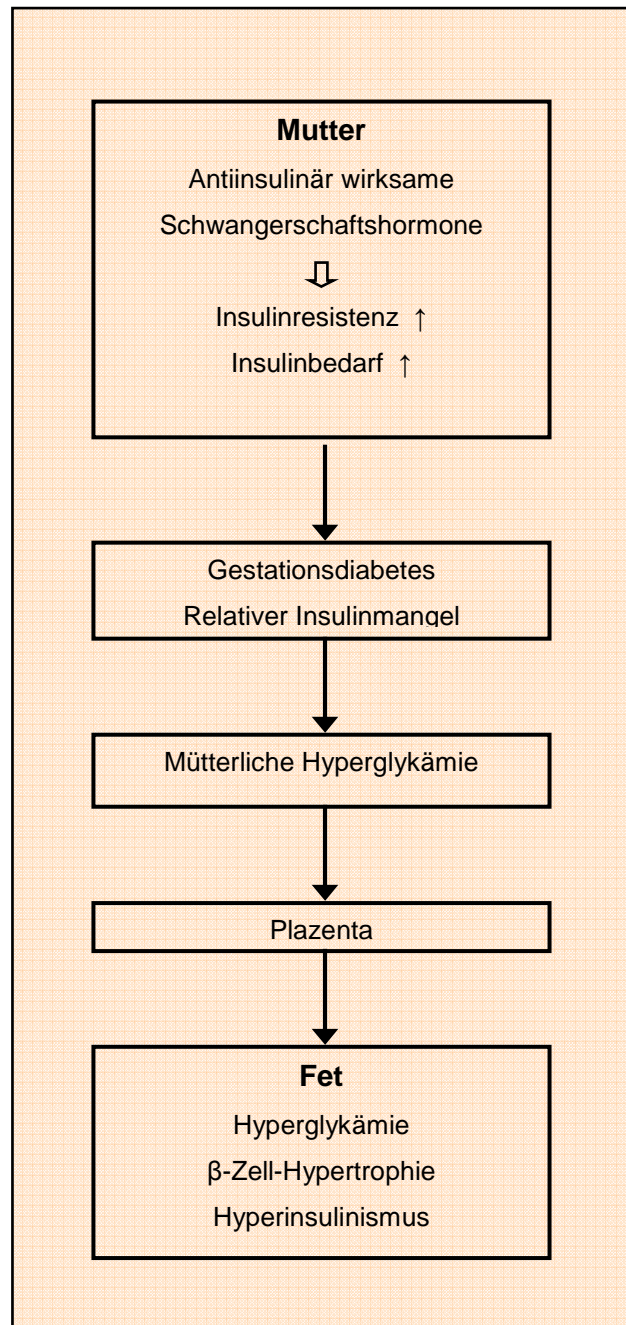 Mutter
Antiinsulinär wirksame
Schwangerschaftshormone
⇩
Insulinresistenz ↑
Insulinbedarf ↑
Gestationsdiabetes
Relativer Insulinmangel
Mütterliche Hyperglykämie
Plazenta
Fet
Hyperglykämie
β-Zell-Hypertrophie
Hyperinsulinismus